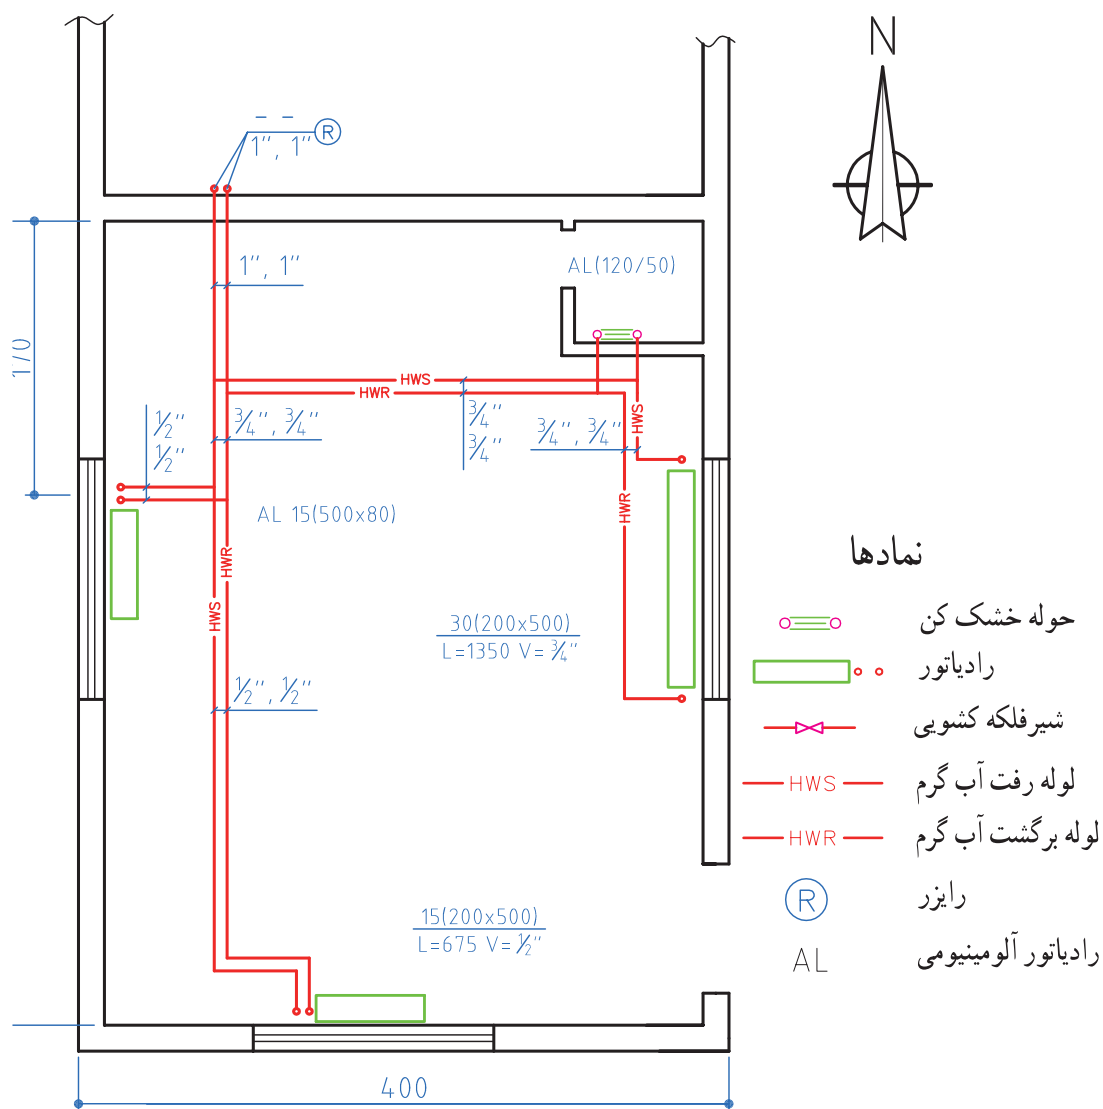 N
R
1″, 1″
1″, 1″
AL(120/50)
170
HWS
HWR
HWS
1/2″
1/2″
3/4″, 3/4″
3/4″
3/4″
3/4″, 3/4″
HWR
AL 15(500x80)
HWR
HWS
30(200x500)
L=1350 V=3/4″
1/2″, 1/2″
15(200x500)
L=675 V=1/2″
400
نمادها
حوله خشک کن
رادیاتور
شیرفلکه کشویی
HWS لوله رفت آب گرم
HWR لوله برگشت آب گرم
R رایزر
AL رادیاتور آلومینیومی